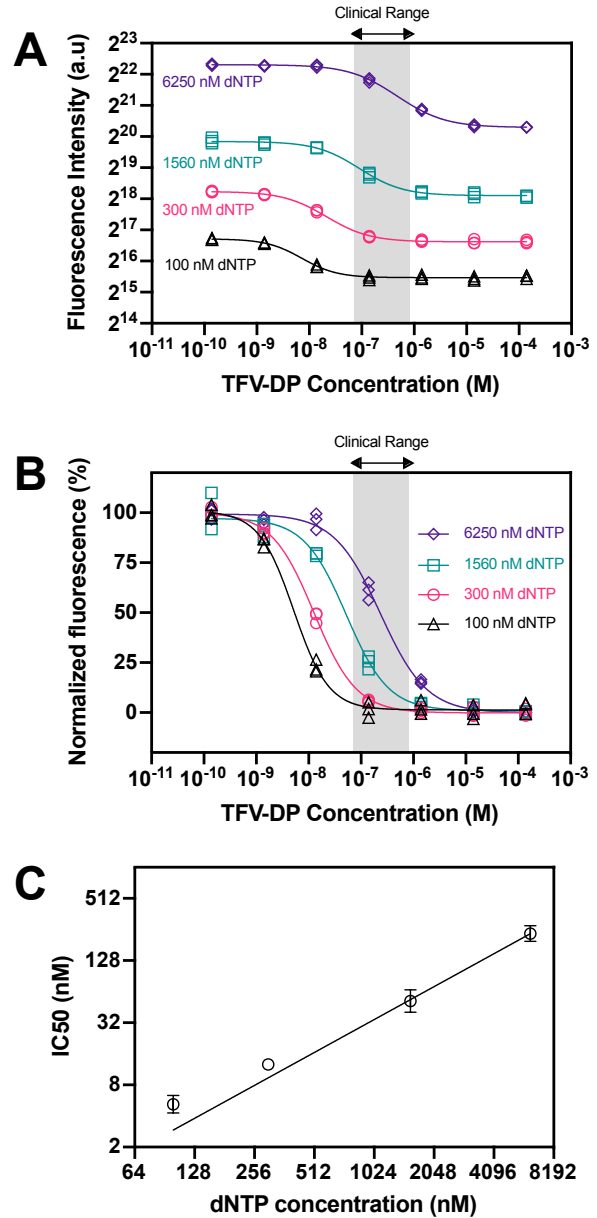 A
Clinical Range
Fluorescence Intensity (a.u)
2^23
2^22
2^21
2^20
2^19
2^18
2^17
2^16
2^15
2^14
6250 nM dNTP
1560 nM dNTP
300 nM dNTP
100 nM dNTP
10^-11 10^-10 10^-9 10^-8 10^-7 10^-6 10^-5 10^-4 10^-3
TFV-DP Concentration (M)
B
Clinical Range
Normalized fluorescence (%)
100
75
50
25
0
6250 nM dNTP
1560 nM dNTP
300 nM dNTP
100 nM dNTP
10^-11 10^-10 10^-9 10^-8 10^-7 10^-6 10^-5 10^-4 10^-3
TFV-DP Concentration (M)
C
IC50 (nM)
512
128
32
8
2
64 128 256 512 1024 2048 4096 8192
dNTP concentration (nM)